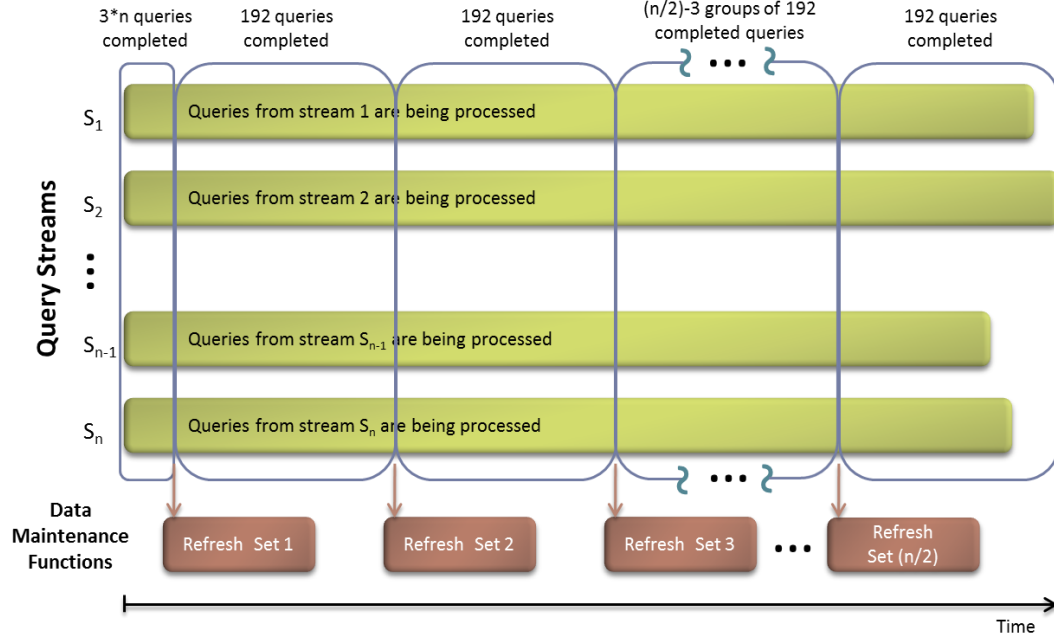 3*n queries completed
192 queries completed
192 queries completed
(n/2)-3 groups of 192 completed queries
192 queries completed
...
Query Streams
S1
Queries from stream 1 are being processed
S2
Queries from stream 2 are being processed
...
Sn-1
Queries from stream Sn-1 are being processed
Sn
Queries from stream Sn are being processed
...
Data Maintenance Functions
Refresh Set 1
Refresh Set 2
Refresh Set 3
...
Refresh Set (n/2)
Time